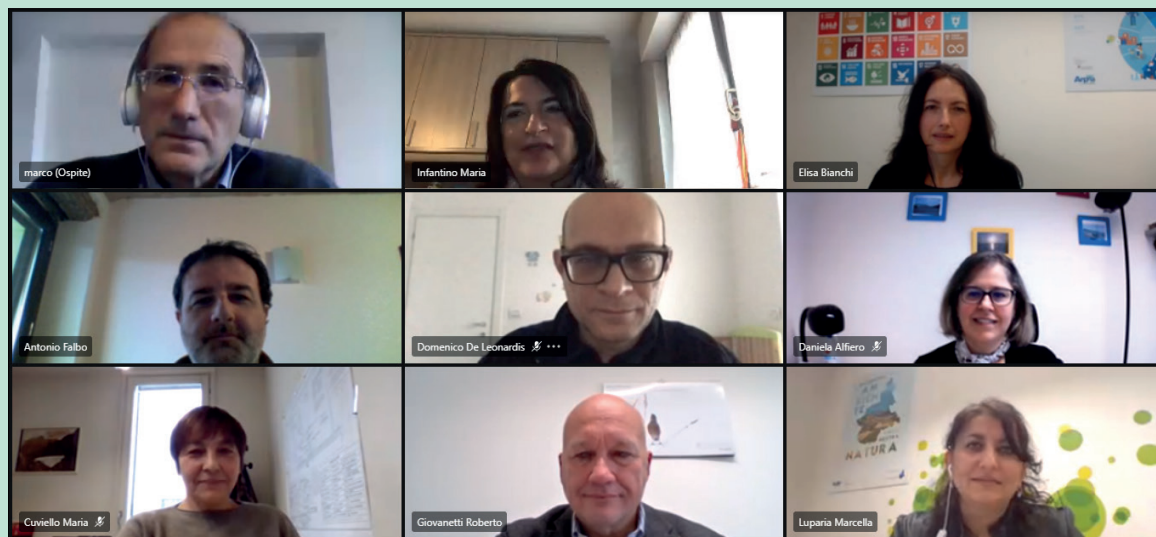 marco (Ospite)
Infantino Maria
Elisa Bianchi
Antonio Falbo
Domenico De Leonardis
Daniela Alfiero
Cuviello Maria
Giovanetti Roberto
Luparia Marcella
NATURA